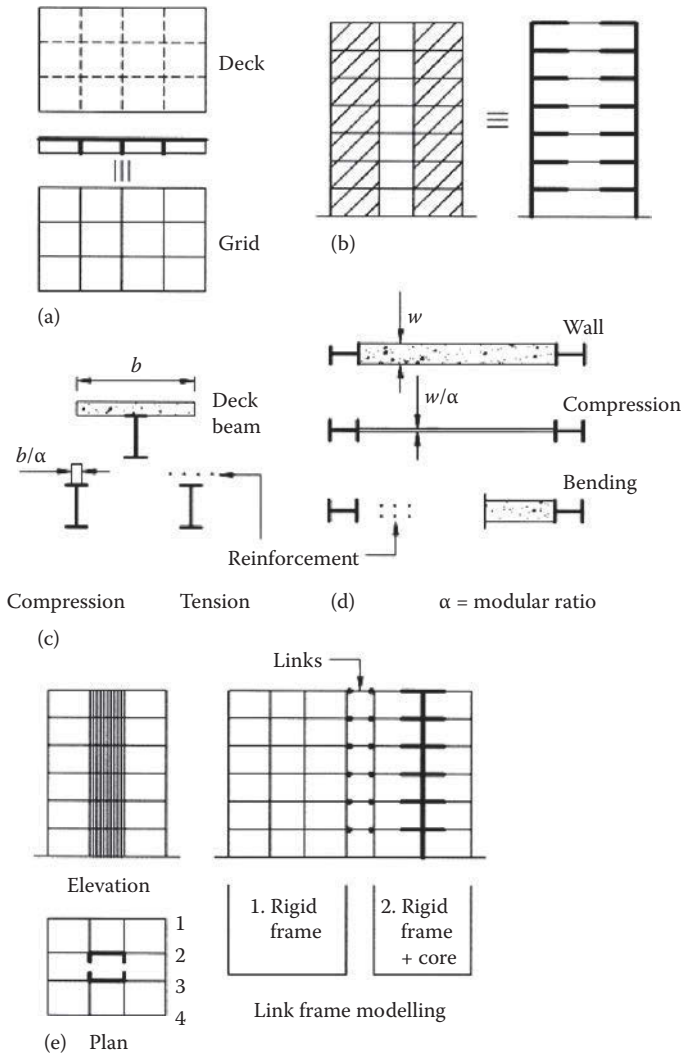 Deck
Grid
(a)
(b)
b
Deck
beam
b/α
Reinforcement
Compression Tension
(c)
w
Wall
w/α
Compression
Bending
(d) α = modular ratio
Links
Elevation
1
2
3
4
(e) Plan
1. Rigid
frame
2. Rigid
frame
+ core
Link frame modelling